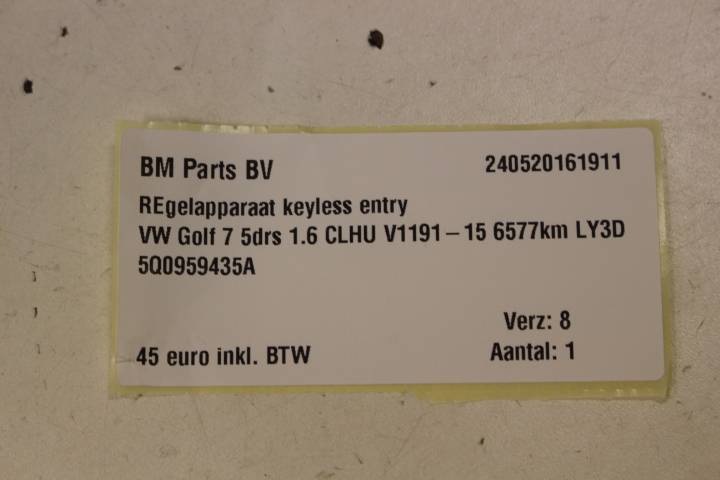 BM Parts BV 240520161911
REgelapparaat keyless entry
VW Golf 7 5drs 1.6 CLHU V1191-15 6577km LY3D
5Q0959435A
Verz: 8
45 euro inkl. BTW Aantal: 1